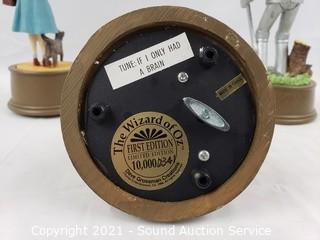 TUNE: IF I ONLY HAD
A BRAIN
The Wizard of Oz
FIRST EDITION
LIMITED EDITION
10,000
Dave Grossman Creations
Copyright 2021 - Sound Auction Service